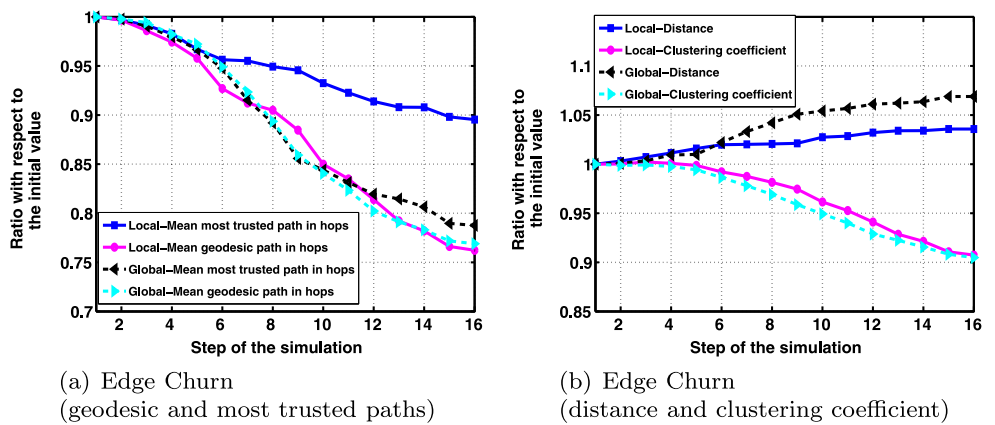 Ratio with respect to
the initial value
1
0.95
0.9
0.85
0.8
0.75
0.7
Local−Mean most trusted path in hops
Local−Mean geodesic path in hops
Global−Mean most trusted path in hops
Global−Mean geodesic path in hops
2 4 6 8 10 12 14 16
Step of the simulation
(a) Edge Churn
(geodesic and most trusted paths)
Ratio with respect to
the initial value
1.1
1.05
1
0.95
0.9
0.85
Local−Distance
Local−Clustering coefficient
Global−Distance
Global−Clustering coefficient
2 4 6 8 10 12 14 16
Step of the simulation
(b) Edge Churn
(distance and clustering coefficient)